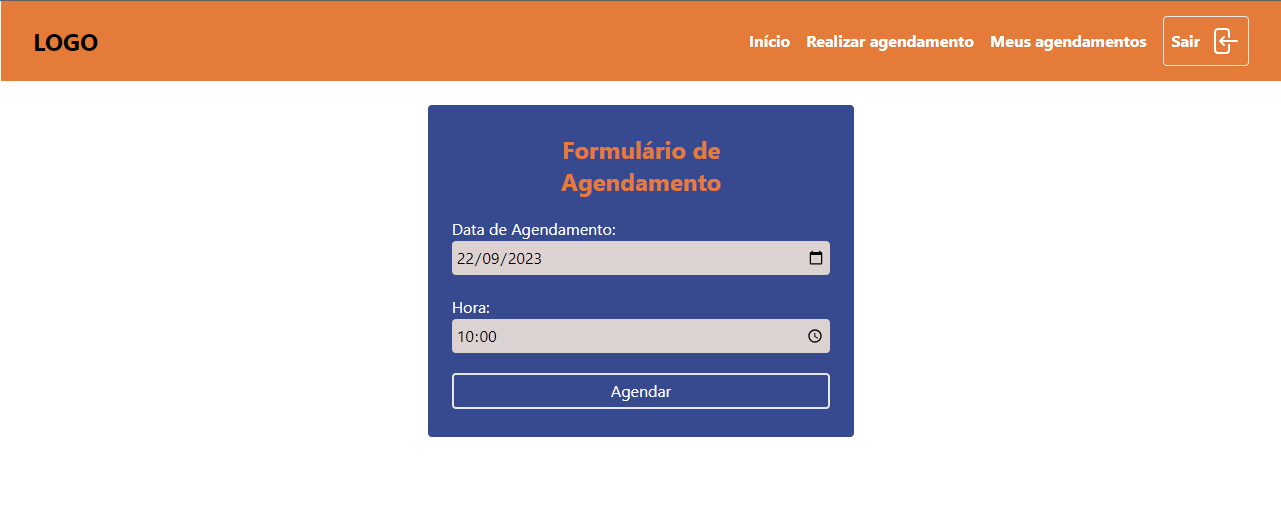 LOGO
Início Realizar agendamento Meus agendamentos Sair
Formulário de
Agendamento
Data de Agendamento:
22/09/2023
Hora:
10:00
Agendar